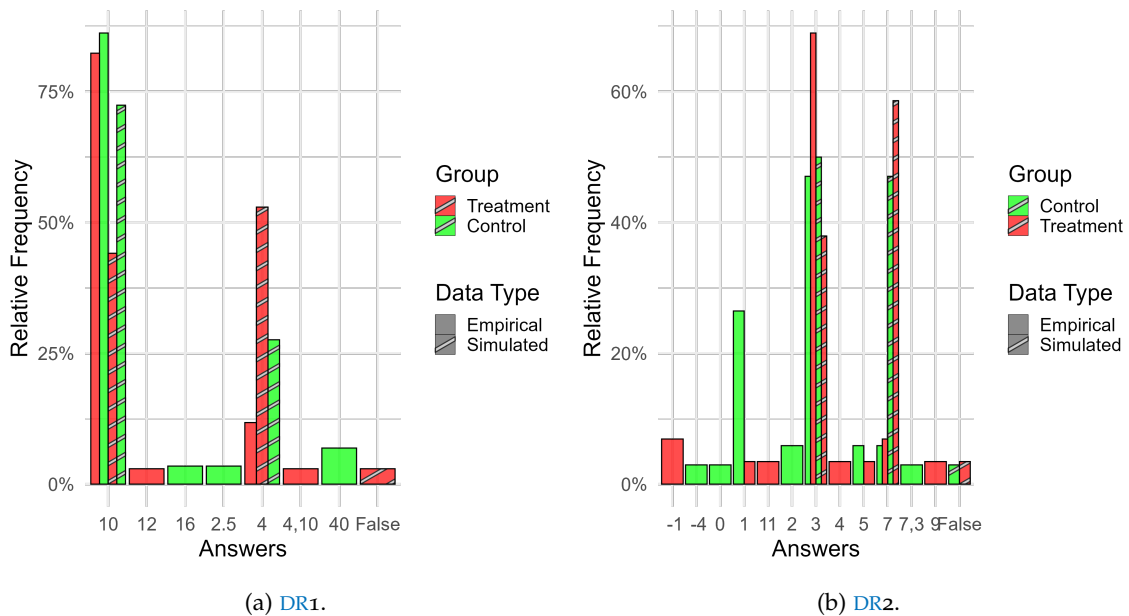 75%
50%
25%
0%
Relative Frequency
10 12 16 2.5 4 4,10 40 False
Answers
Group
Treatment
Control
Data Type
Empirical
Simulated
(a) DR1.
60%
40%
20%
0%
Relative Frequency
-1 -4 0 1 11 2 3 4 5 7 7,3 9 False
Answers
Group
Control
Treatment
Data Type
Empirical
Simulated
(b) DR2.